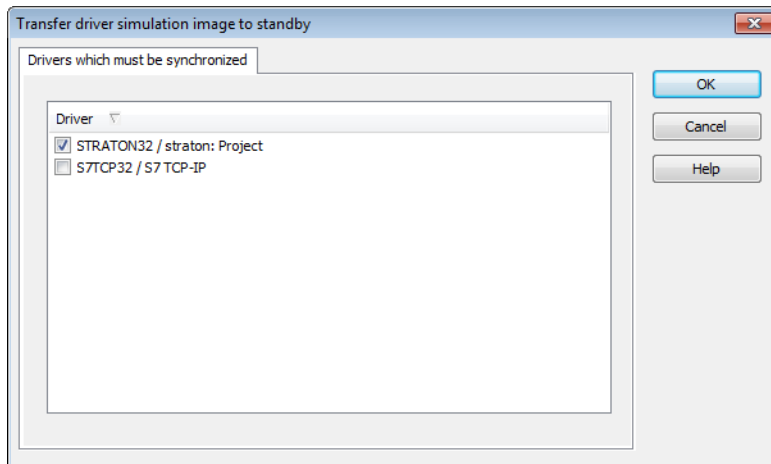 Transfer driver simulation image to standby
Drivers which must be synchronized
OK
Driver
Cancel
STRATON32 / straton: Project
S7TCP32 / S7 TCP-IP
Help